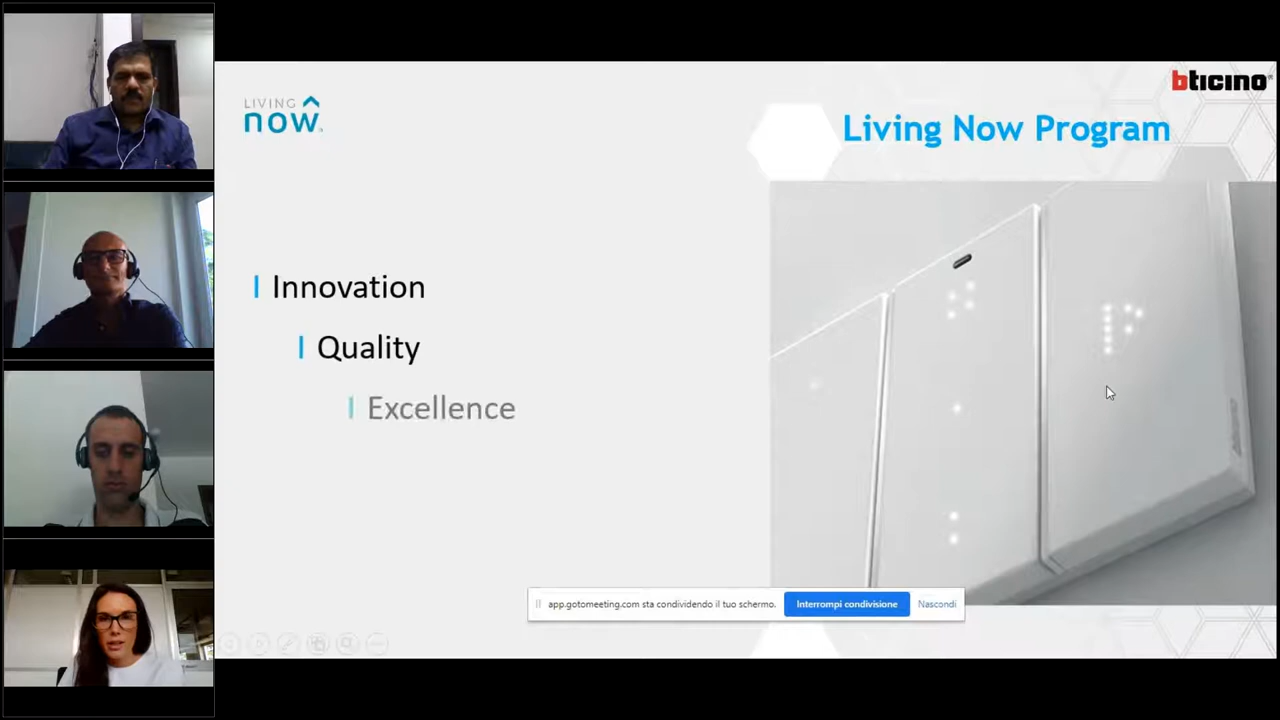 LIVING
now
bticino
Living Now Program
Innovation
Quality
Excellence
app.gotomeeting.com sta condividendo il tuo schermo.
Interrompi condivisione
Nascondi